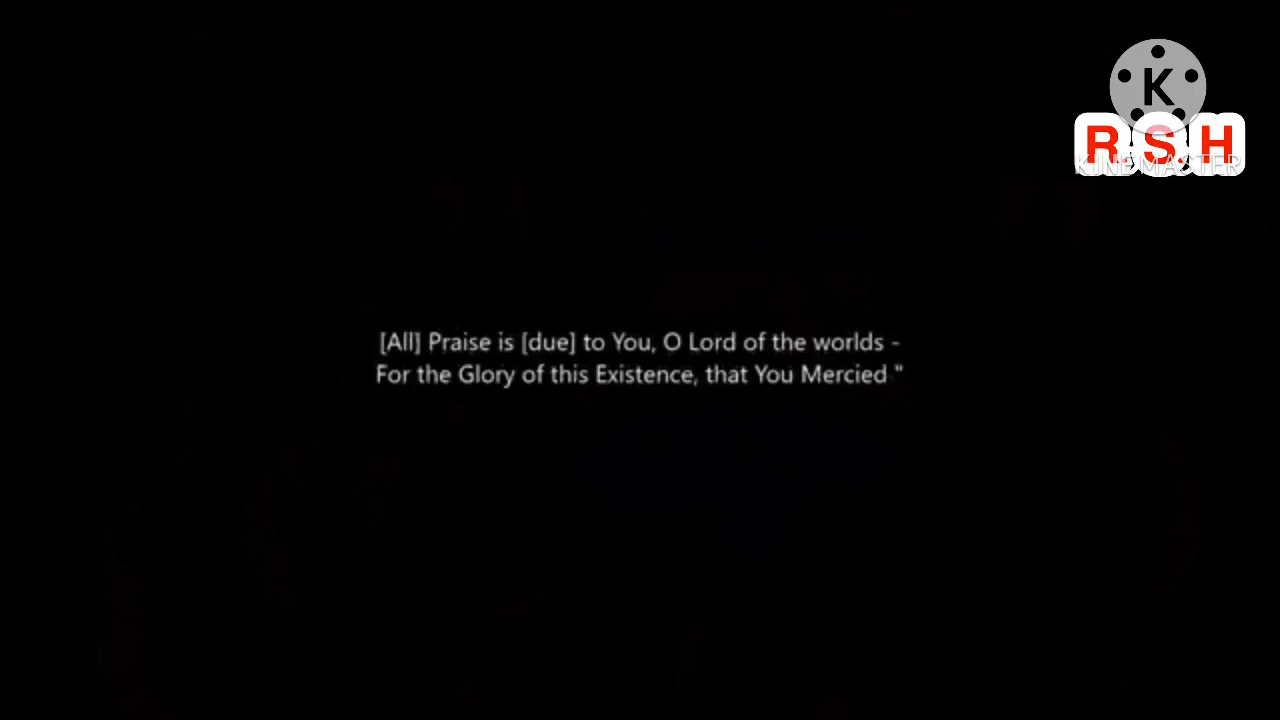 K
R.S.H
KINEMASTER
[All] Praise is [due] to You, O Lord of the worlds -
For the Glory of this Existence, that You Mercied "